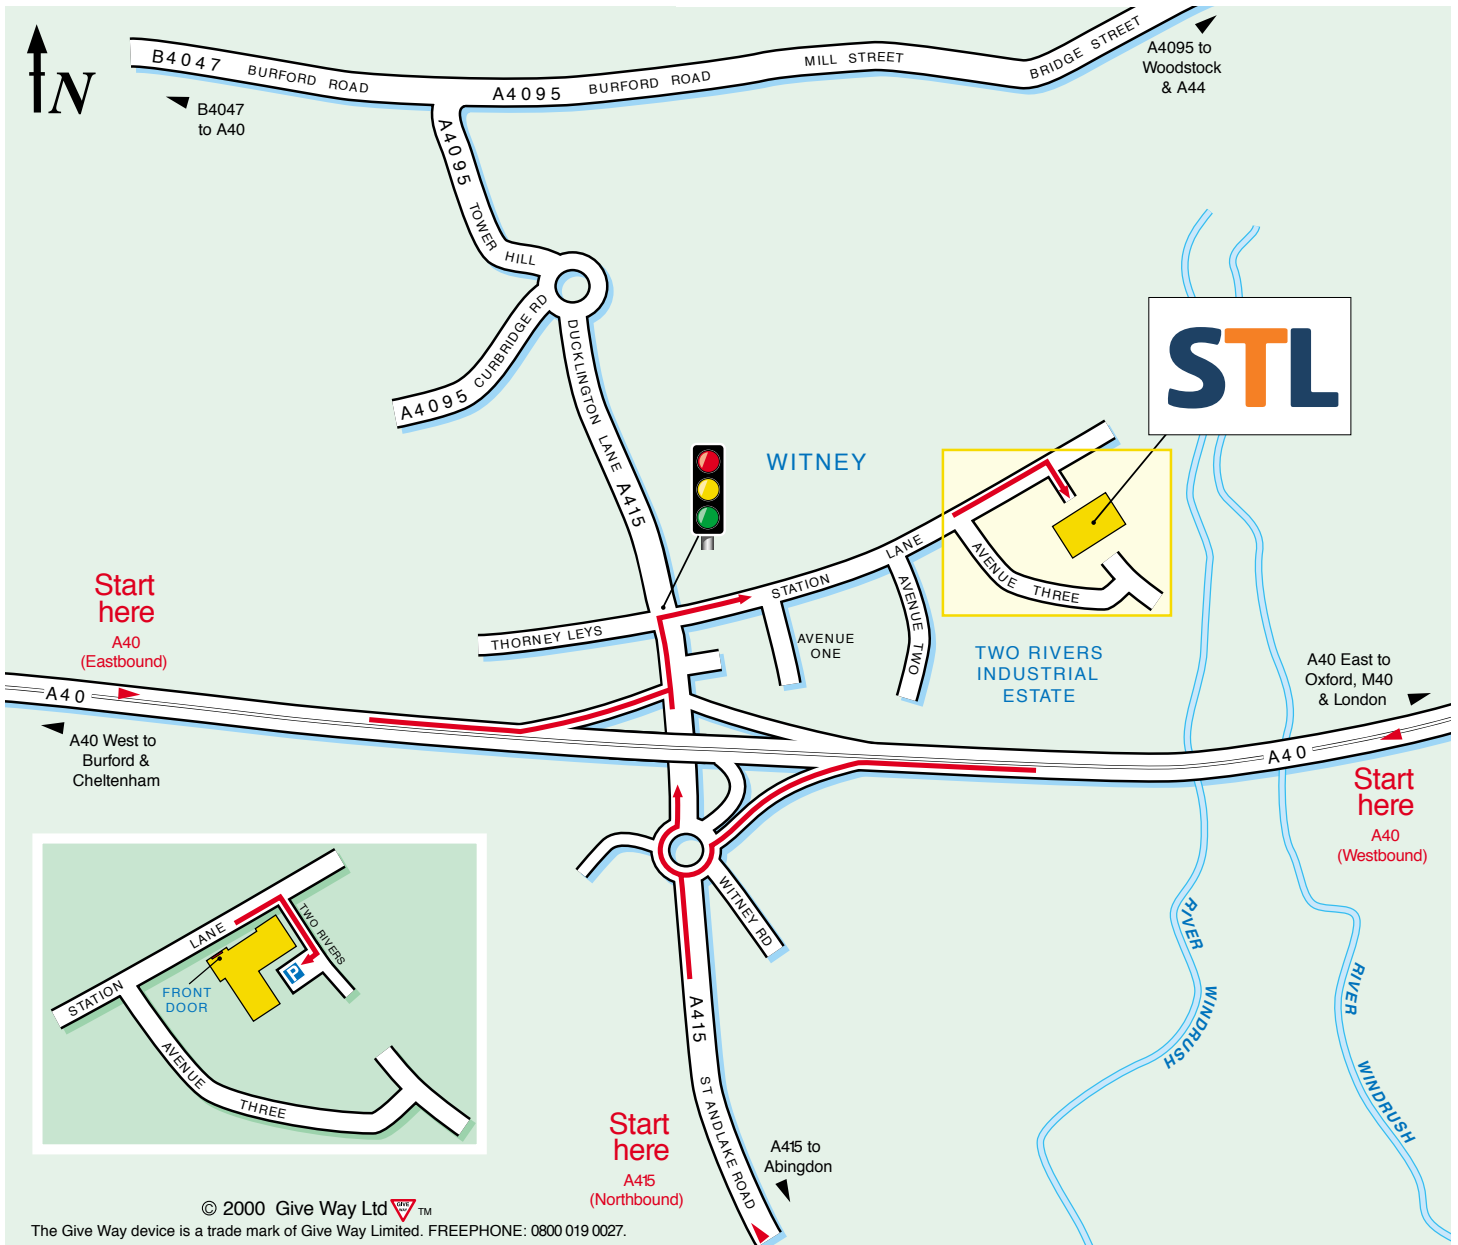 B4047
BURFORD ROAD
A4095
BURFORD ROAD
MILL STREET
BRIDGE STREET
A4095 to
Woodstock
& A44
N
B4047
to A40
A4095
TOWER HILL
CURBRIDGE RD
A4095
DUCKLINGTON LANE
A415
STL
WITNEY
STATION LANE
AVENUE THREE
AVENUE TWO
AVENUE
ONE
THORNEY LEYS
TWO RIVERS
INDUSTRIAL
ESTATE
Start
here
A40
(Eastbound)
A40
A40 West to
Burford &
Cheltenham
A40 East to
Oxford, M40
& London
A40
Start
here
A40
(Westbound)
WITNEY RD
A415
ST ANDLAKE ROAD
RIVER WINDRUSH
RIVER WINDRUSH
STATION LANE
TWO RIVERS
P
FRONT
DOOR
AVENUE THREE
Start
here
A415
(Northbound)
A415 to
Abingdon
© 2000 Give Way Ltd GIVE WAY TM
The Give Way device is a trade mark of Give Way Limited. FREEPHONE: 0800 019 0027.